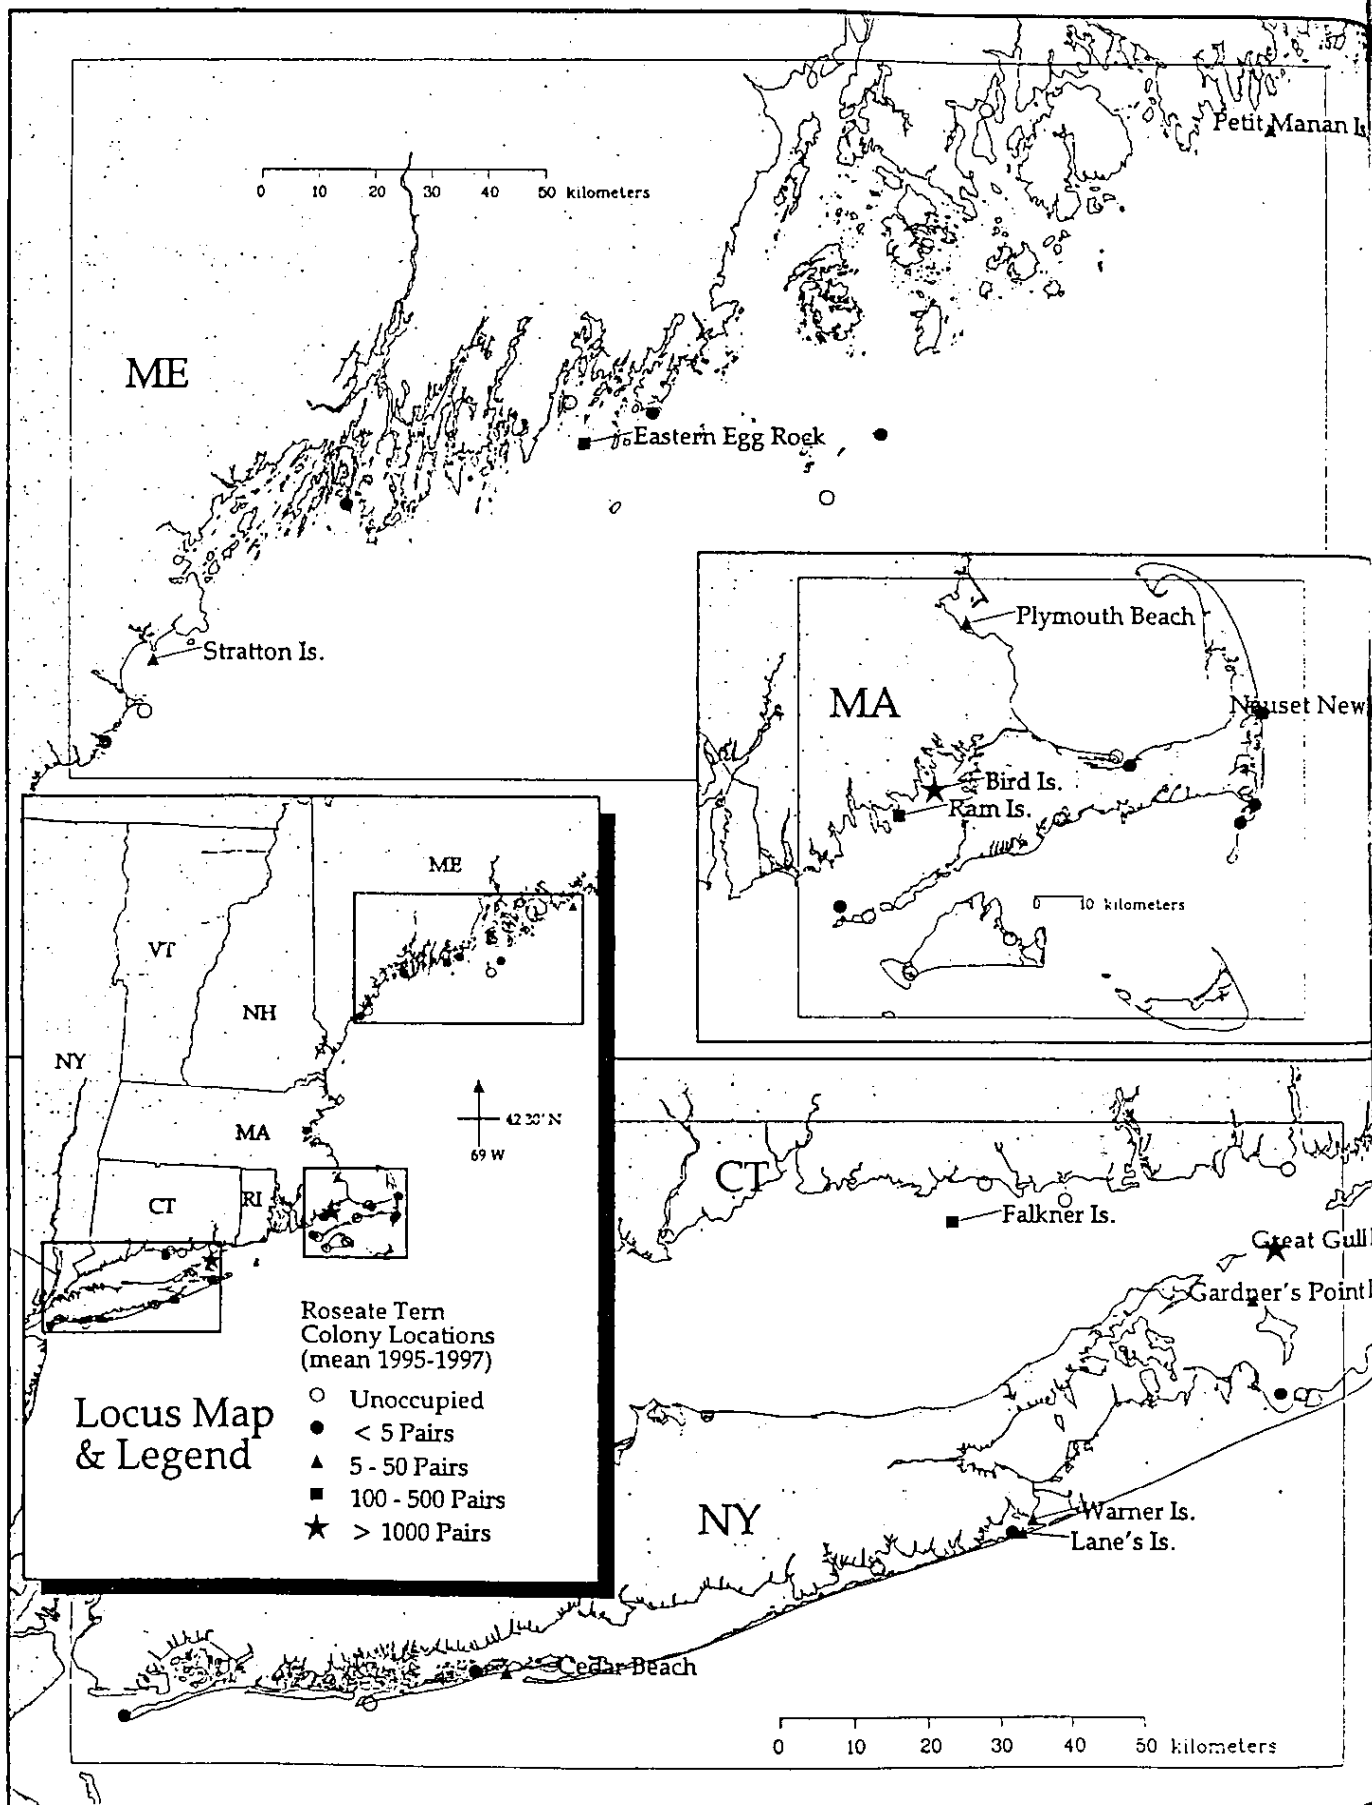 Petit Manan Is
0 10 20 30 40 50 kilometers
ME
Eastern Egg Rock
Stratton Is.
Plymouth Beach
MA
Nauset New
Bird Is.
Ram Is.
0 10 kilometers
ME
VT
NH
NY
42 30' N
69 W
MA
CT
RI
Roseate Tern
Colony Locations
(mean 1995-1997)
Unoccupied
< 5 Pairs
5 - 50 Pairs
100 - 500 Pairs
> 1000 Pairs
Locus Map
& Legend
CT
Falkner Is.
Great Gull
Gardner's Point
NY
Warner Is.
Lane's Is.
Cedar Beach
0 10 20 30 40 50 kilometers